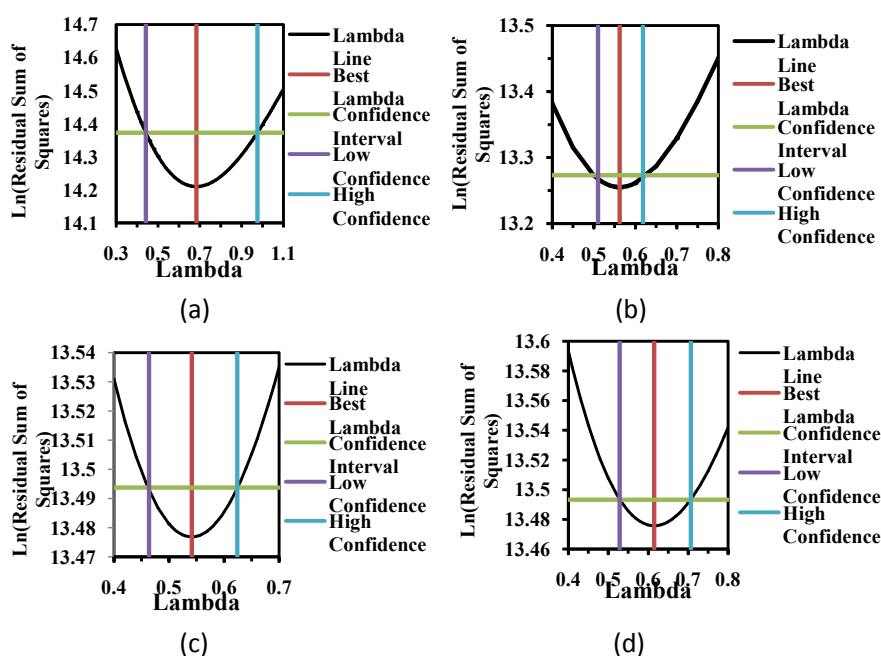 Ln(Residual Sum of
Squares)
14.7
14.6
14.5
14.4
14.3
14.2
14.1
0.3 0.5 0.7 0.9 1.1
Lambda
Lambda
Line
Best
Lambda
Confidence
Interval
Low
Confidence
High
Confidence
(a)
Ln(Residual Sum of
Squares)
13.5
13.4
13.3
13.2
0.4 0.5 0.6 0.7 0.8
Lambda
Lambda
Line
Best
Lambda
Confidence
Interval
Low
Confidence
High
Confidence
(b)
Ln(Residual Sum of
Squares)
13.54
13.53
13.52
13.51
13.5
13.49
13.48
13.47
0.4 0.5 0.6 0.7
Lambda
Lambda
Line
Best
Lambda
Confidence
Interval
Low
Confidence
High
Confidence
(c)
Ln(Residual Sum of
Squares)
13.6
13.58
13.56
13.54
13.52
13.5
13.48
13.46
0.4 0.5 0.6 0.7 0.8
Lambda
Lambda
Line
Best
Lambda
Confidence
Interval
Low
Confidence
High
Confidence
(d)